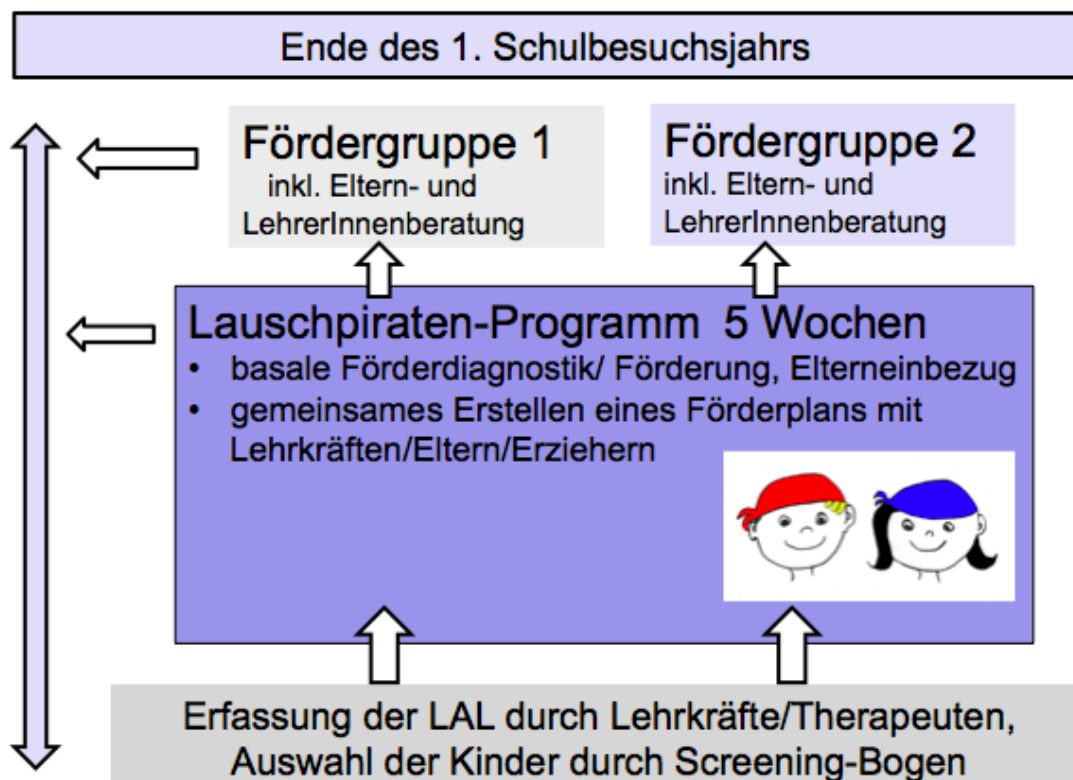 Ende des 1. Schulbesuchsjahrs
Fördergruppe 1
inkl. Eltern- und
LehrerInnenberatung
Fördergruppe 2
inkl. Eltern- und
LehrerInnenberatung
Lauschpiraten-Programm 5 Wochen
• basale Förderdiagnostik/ Förderung, Elterneinbezug
• gemeinsames Erstellen eines Förderplans mit
Lehrkräften/Eltern/Erziehern
Erfassung der LAL durch Lehrkräfte/Therapeuten,
Auswahl der Kinder durch Screening-Bogen